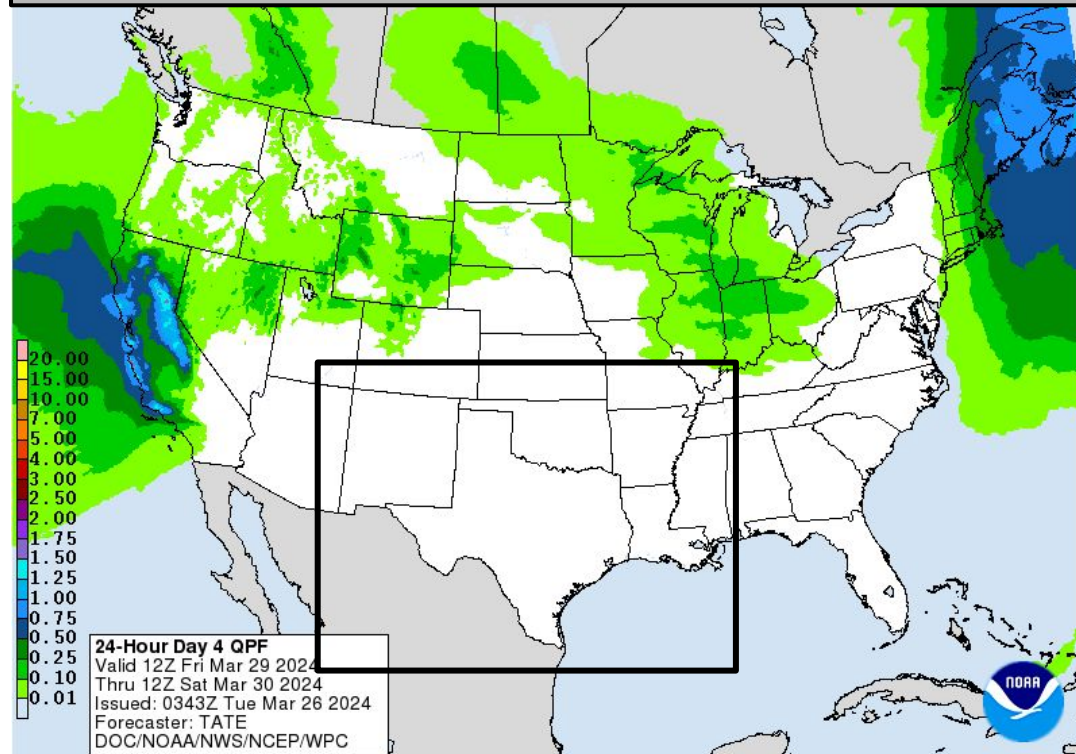 20.00
15.00
10.00
7.00
5.00
4.00
3.00
2.50
2.00
1.75
1.50
1.25
1.00
0.75
0.50
0.25
0.10
0.01
24-Hour Day 4 QPF
Valid 12Z Fri Mar 29 2024
Thru 12Z Sat Mar 30 2024
Issued: 0343Z Tue Mar 26 2024
Forecaster: TATE
DOC/NOAA/NWS/NCEP/WPC
NOAA